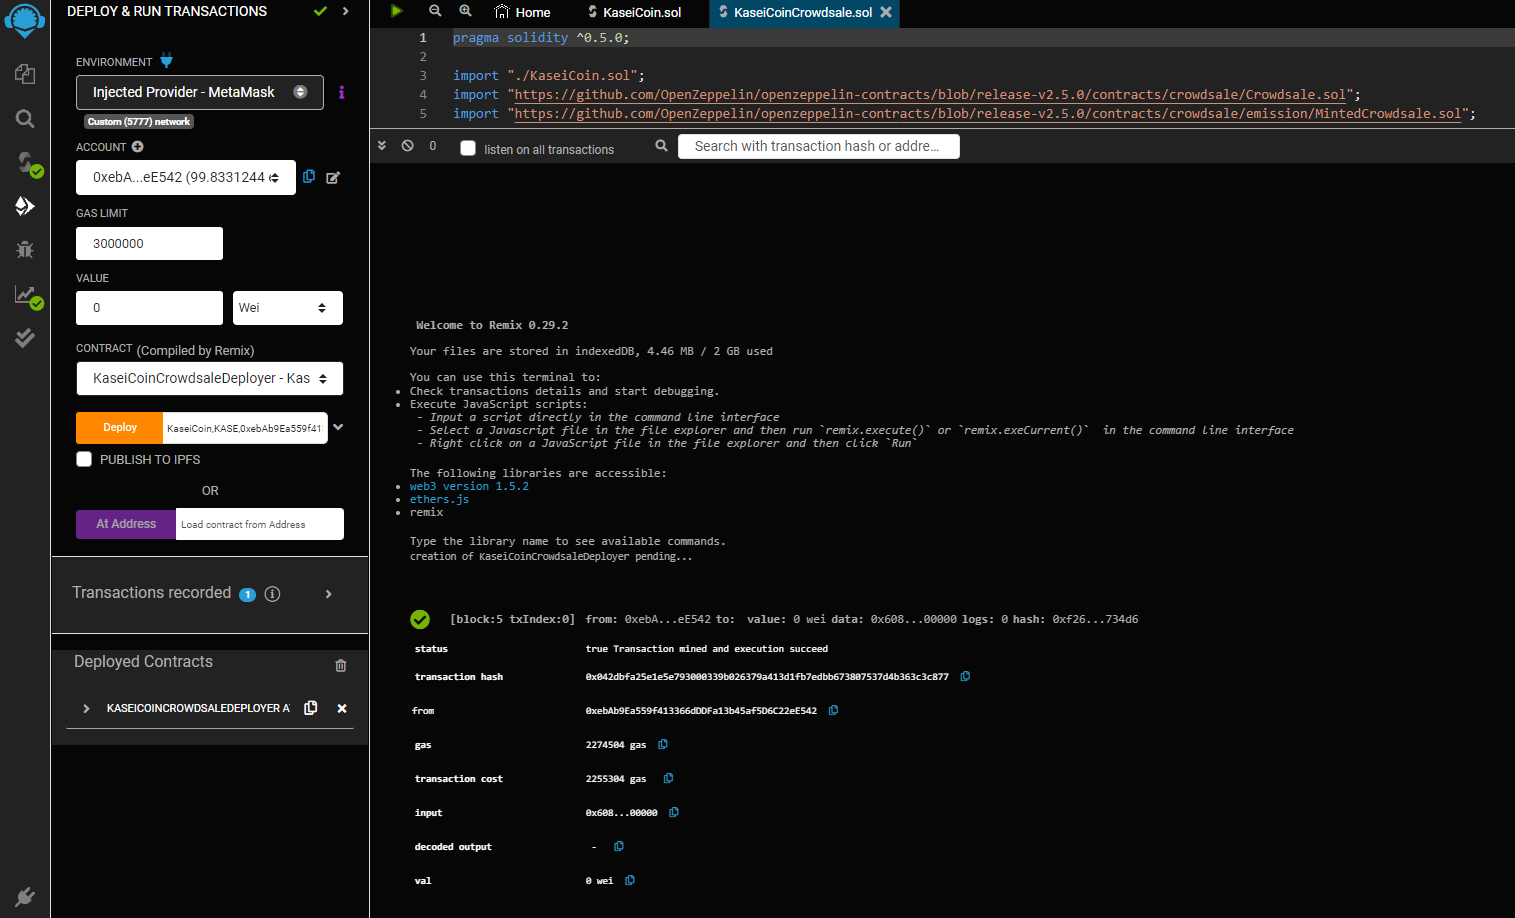 DEPLOY & RUN TRANSACTIONS
ENVIRONMENT
Injected Provider - MetaMask
Custom (5777) network
ACCOUNT
0xebA...eE542 (99.8331244
GAS LIMIT
3000000
VALUE
0
Wei
CONTRACT (Compiled by Remix)
KaseiCoinCrowdsaleDeployer - Kas
Deploy
KaseiCoin,KASE,0xebAb9Ea559f41
PUBLISH TO IPFS
OR
At Address
Load contract from Address
Transactions recorded 1
Deployed Contracts
KASEICOINCROWDSALEDEPLOYER A
Home
KaseiCoin.sol
KaseiCoinCrowdsale.sol
1 pragma solidity ^0.5.0;
2
3 import "./KaseiCoin.sol";
4 import "https://github.com/OpenZeppelin/openzeppelin-contracts/blob/release-v2.5.0/contracts/crowdsale/Crowdsale.sol";
5 import "https://github.com/OpenZeppelin/openzeppelin-contracts/blob/release-v2.5.0/contracts/crowdsale/emission/MintedCrowdsale.sol";
0
listen on all transactions
Search with transaction hash or addre...
Welcome to Remix 0.29.2
Your files are stored in indexedDB, 4.46 MB / 2 GB used
You can use this terminal to:
• Check transactions details and start debugging.
• Execute JavaScript scripts:
- Input a script directly in the command line interface
- Select a Javascript file in the file explorer and then run `remix.execute()` or `remix.exeCurrent()` in the command line interface
- Right click on a JavaScript file in the file explorer and then click `Run`
The following libraries are accessible:
• web3 version 1.5.2
• ethers.js
• remix
Type the library name to see available commands.
creation of KaseiCoinCrowdsaleDeployer pending...
[block:5 txIndex:0] from: 0xebA...eE542 to: value: 0 wei data: 0x608...00000 logs: 0 hash: 0xf26...734d6
status true Transaction mined and execution succeed
transaction hash 0x042dbfa25e1e5e793000339b026379a413d1fb7edbb673807537d4b363c3c877
from 0xebAb9Ea559f413366dDDFa13b45af5D6C22eE542
gas 2274504 gas
transaction cost 2255304 gas
input 0x608...00000
decoded output -
val 0 wei